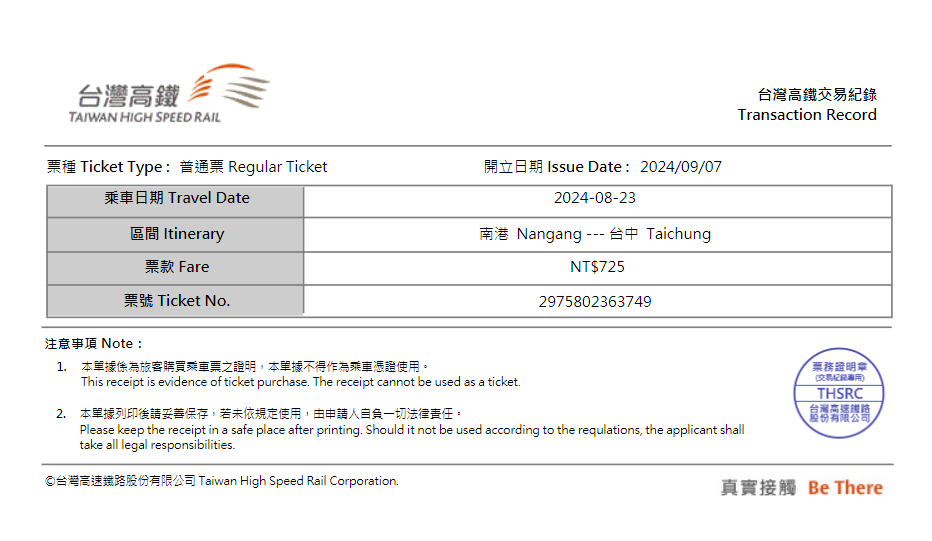 台灣高鐵
TAIWAN HIGH SPEED RAIL
台灣高鐵交易紀錄
Transaction Record
票種 Ticket Type : 普通票 Regular Ticket
開立日期 Issue Date : 2024/09/07
乘車日期 Travel Date 2024-08-23
區間 Itinerary 南港 Nangang --- 台中 Taichung
票款 Fare NT$725
票號 Ticket No. 2975802363749
注意事項 Note :
1. 本單據係為旅客購買乘車票之證明，本單據不得作為乘車憑證使用。
This receipt is evidence of ticket purchase. The receipt cannot be used as a ticket.
2. 本單據列印後請妥善保存，若未依規定使用，由申請人自負一切法律責任。
Please keep the receipt in a safe place after printing. Should it not be used according to the requlations, the applicant shall
take all legal responsibilities.
票務證明章
(交易紀錄專用)
THSRC
台灣高速鐵路
股份有限公司
©台灣高速鐵路股份有限公司 Taiwan High Speed Rail Corporation.
真實接觸 Be There